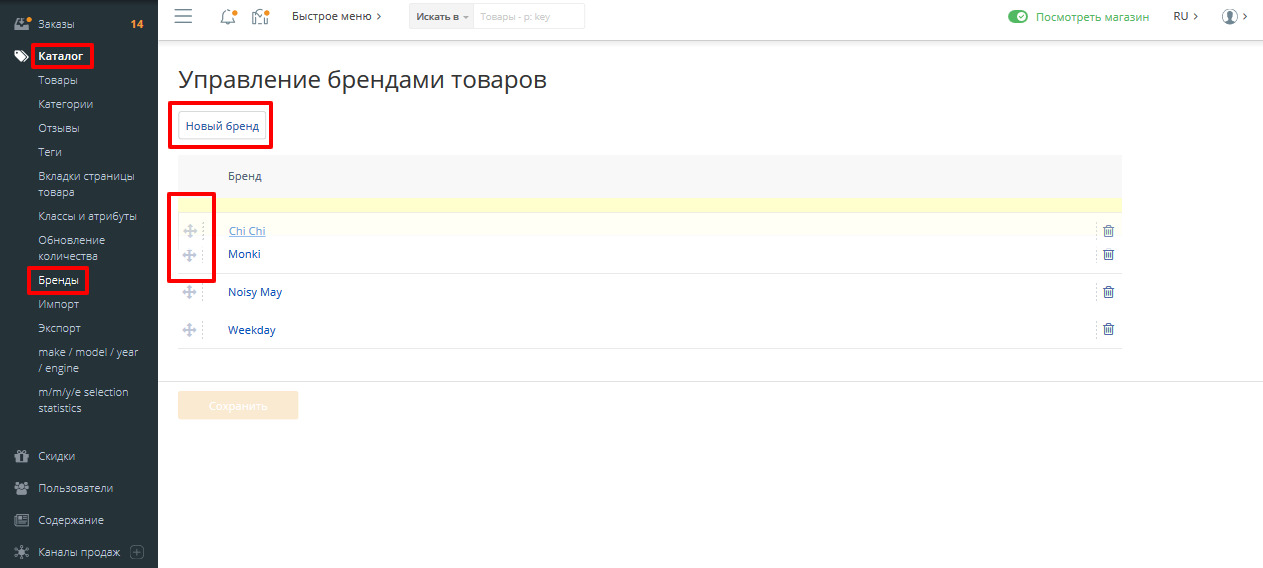 Заказы 14
Каталог
Товары
Категории
Отзывы
Теги
Вкладки страницы
товара
Классы и атрибуты
Обновление
количества
Бренды
Импорт
Экспорт
make / model / year
/ engine
m/m/y/e selection
statistics
Скидки
Пользователи
Содержание
Каналы продаж
Быстрое меню
Искать в
Товары - p: key
Посмотреть магазин
RU
Управление брендами товаров
Новый бренд
Бренд
Chi Chi
Monki
Noisy May
Weekday
Сохранить